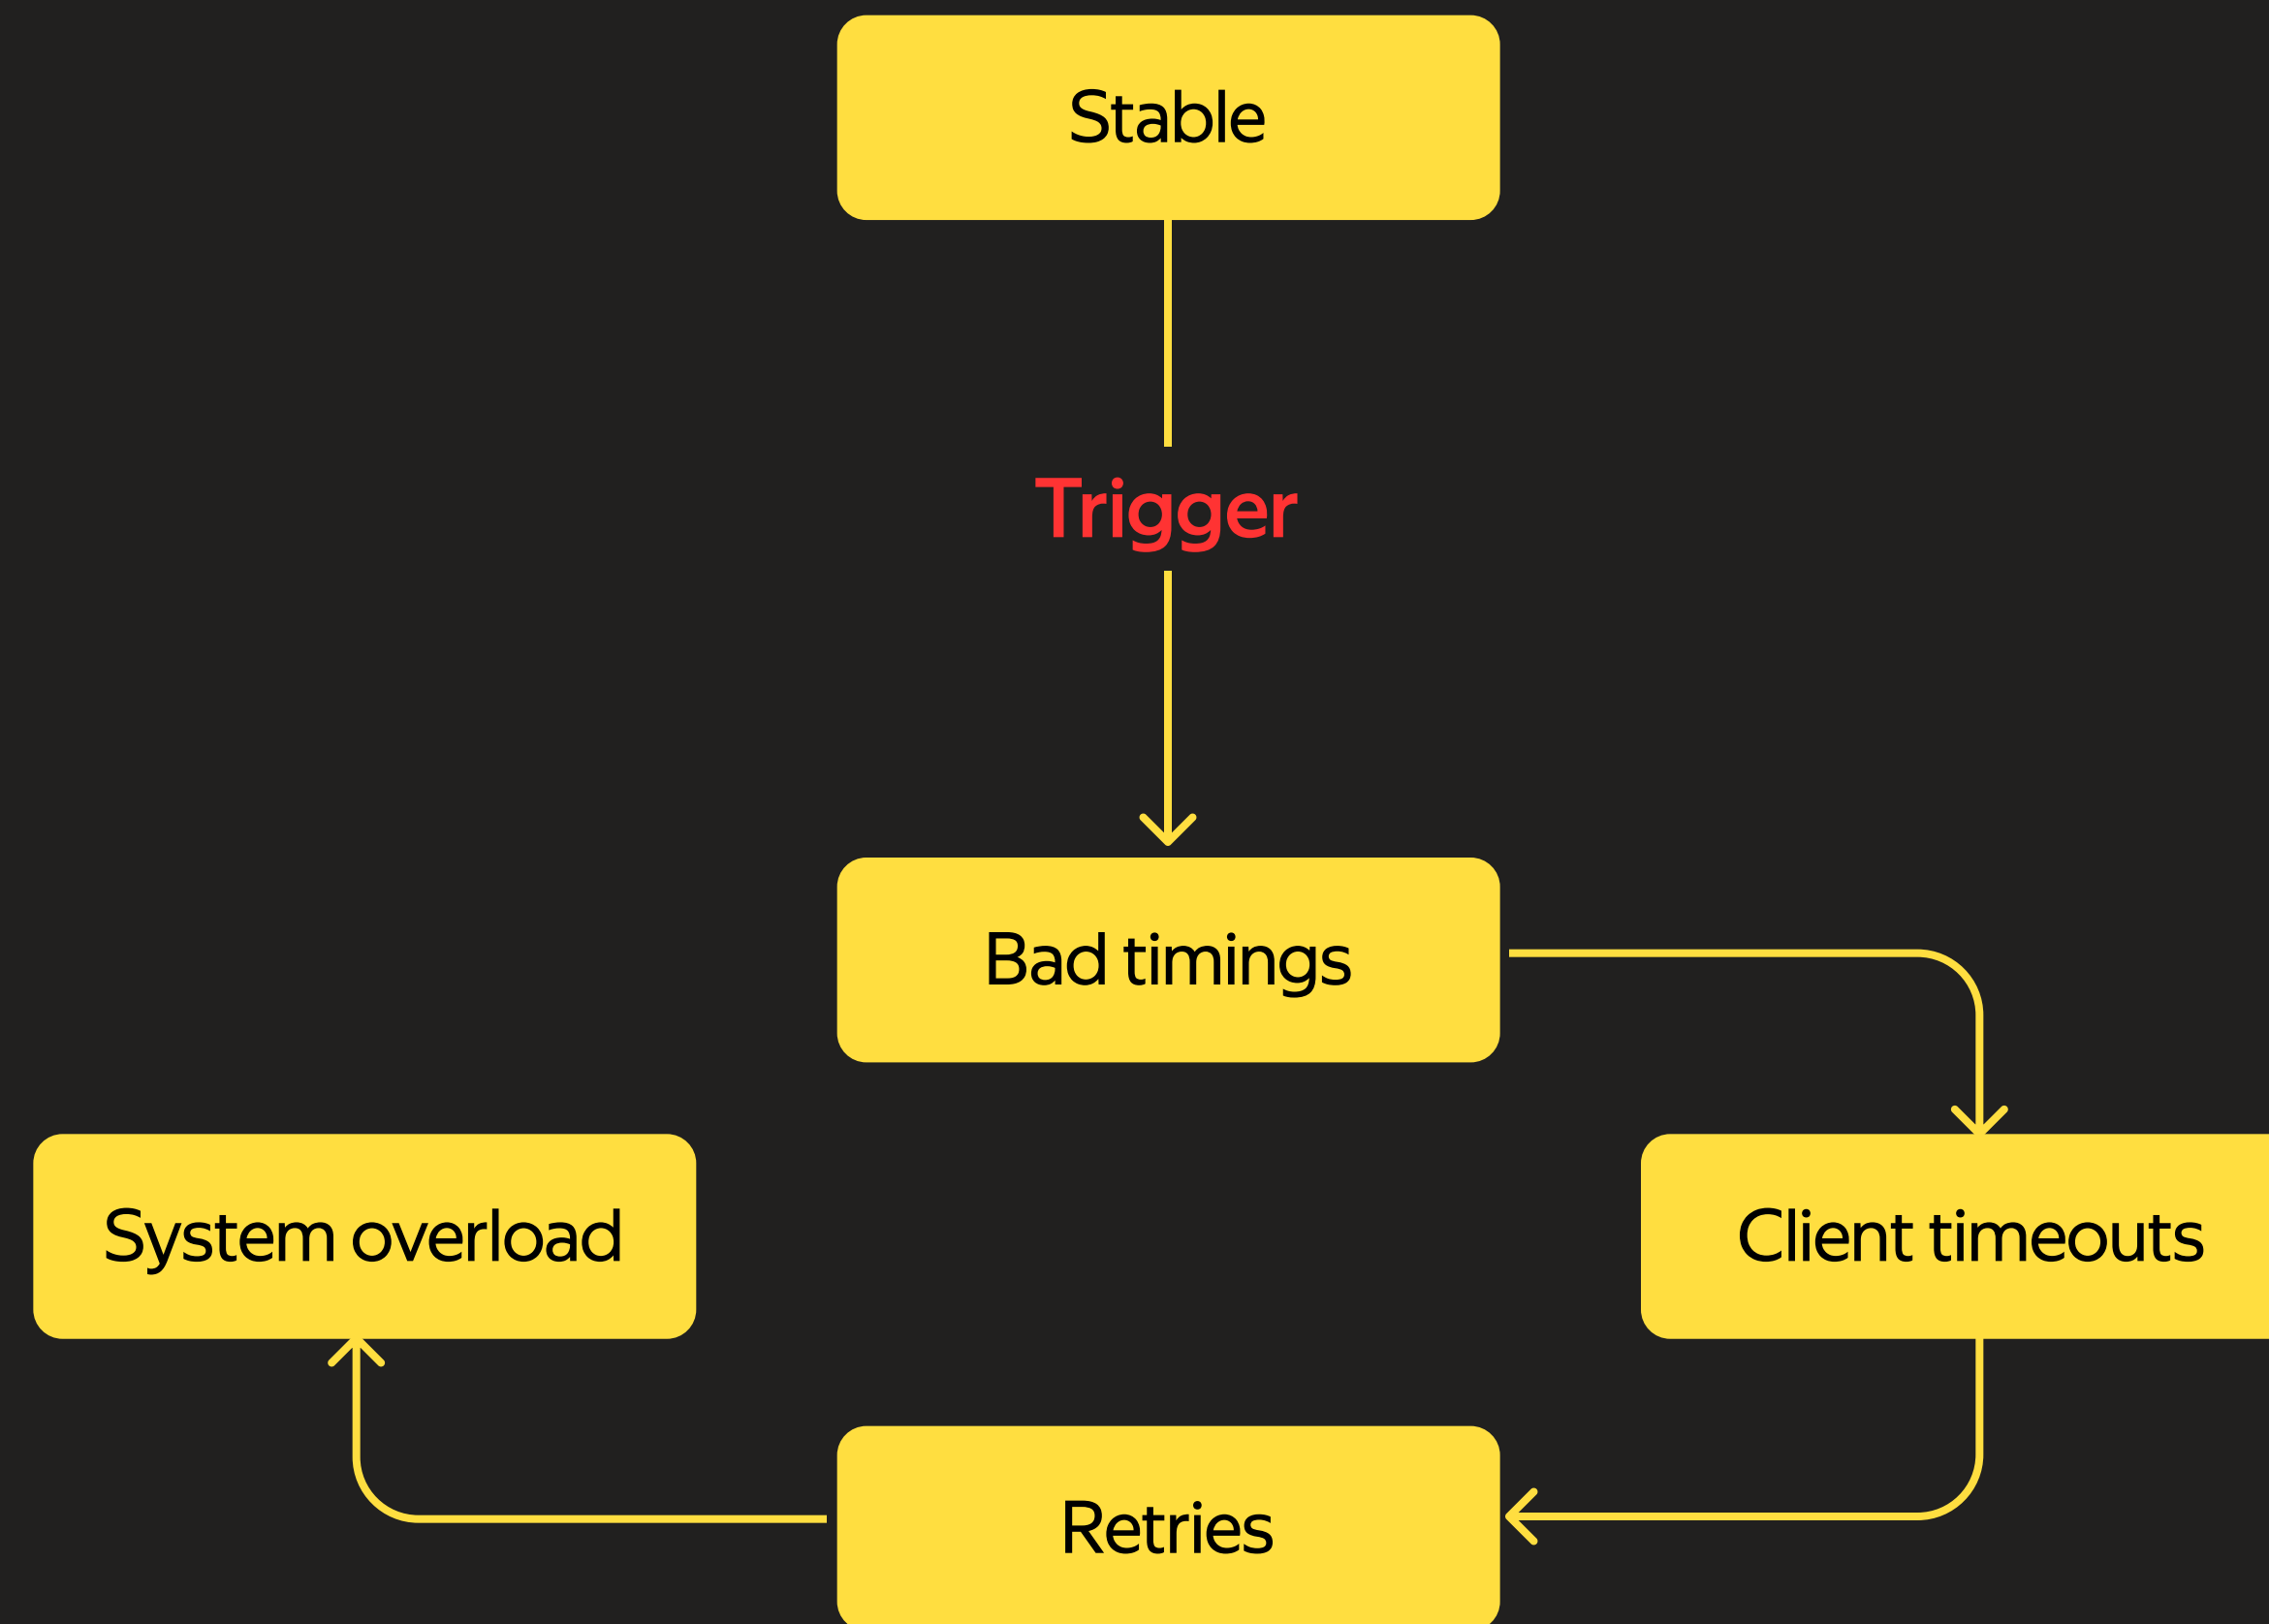 Stable
Trigger
Bad timings
System overload
Client timeouts
Retries